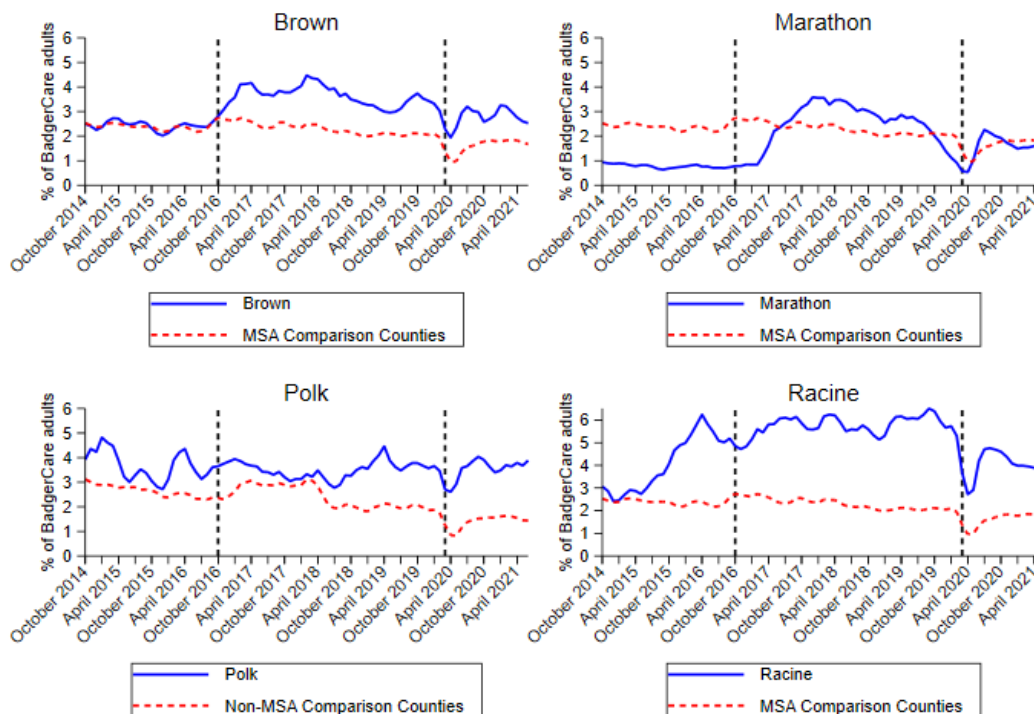 Brown
% of BadgerCare adults
6
5
4
3
2
1
0
October 2014
April 2015
October 2015
April 2016
October 2016
April 2017
October 2017
April 2018
October 2018
April 2019
October 2019
April 2020
October 2020
April 2021
Brown
MSA Comparison Counties
Marathon
% of BadgerCare adults
6
5
4
3
2
1
0
October 2014
April 2015
October 2015
April 2016
October 2016
April 2017
October 2017
April 2018
October 2018
April 2019
October 2019
April 2020
October 2020
April 2021
Marathon
MSA Comparison Counties
Polk
% of BadgerCare adults
6
5
4
3
2
1
0
October 2014
April 2015
October 2015
April 2016
October 2016
April 2017
October 2017
April 2018
October 2018
April 2019
October 2019
April 2020
October 2020
April 2021
Polk
Non-MSA Comparison Counties
Racine
% of BadgerCare adults
6
5
4
3
2
1
0
October 2014
April 2015
October 2015
April 2016
October 2016
April 2017
October 2017
April 2018
October 2018
April 2019
October 2019
April 2020
October 2020
April 2021
Racine
MSA Comparison Counties